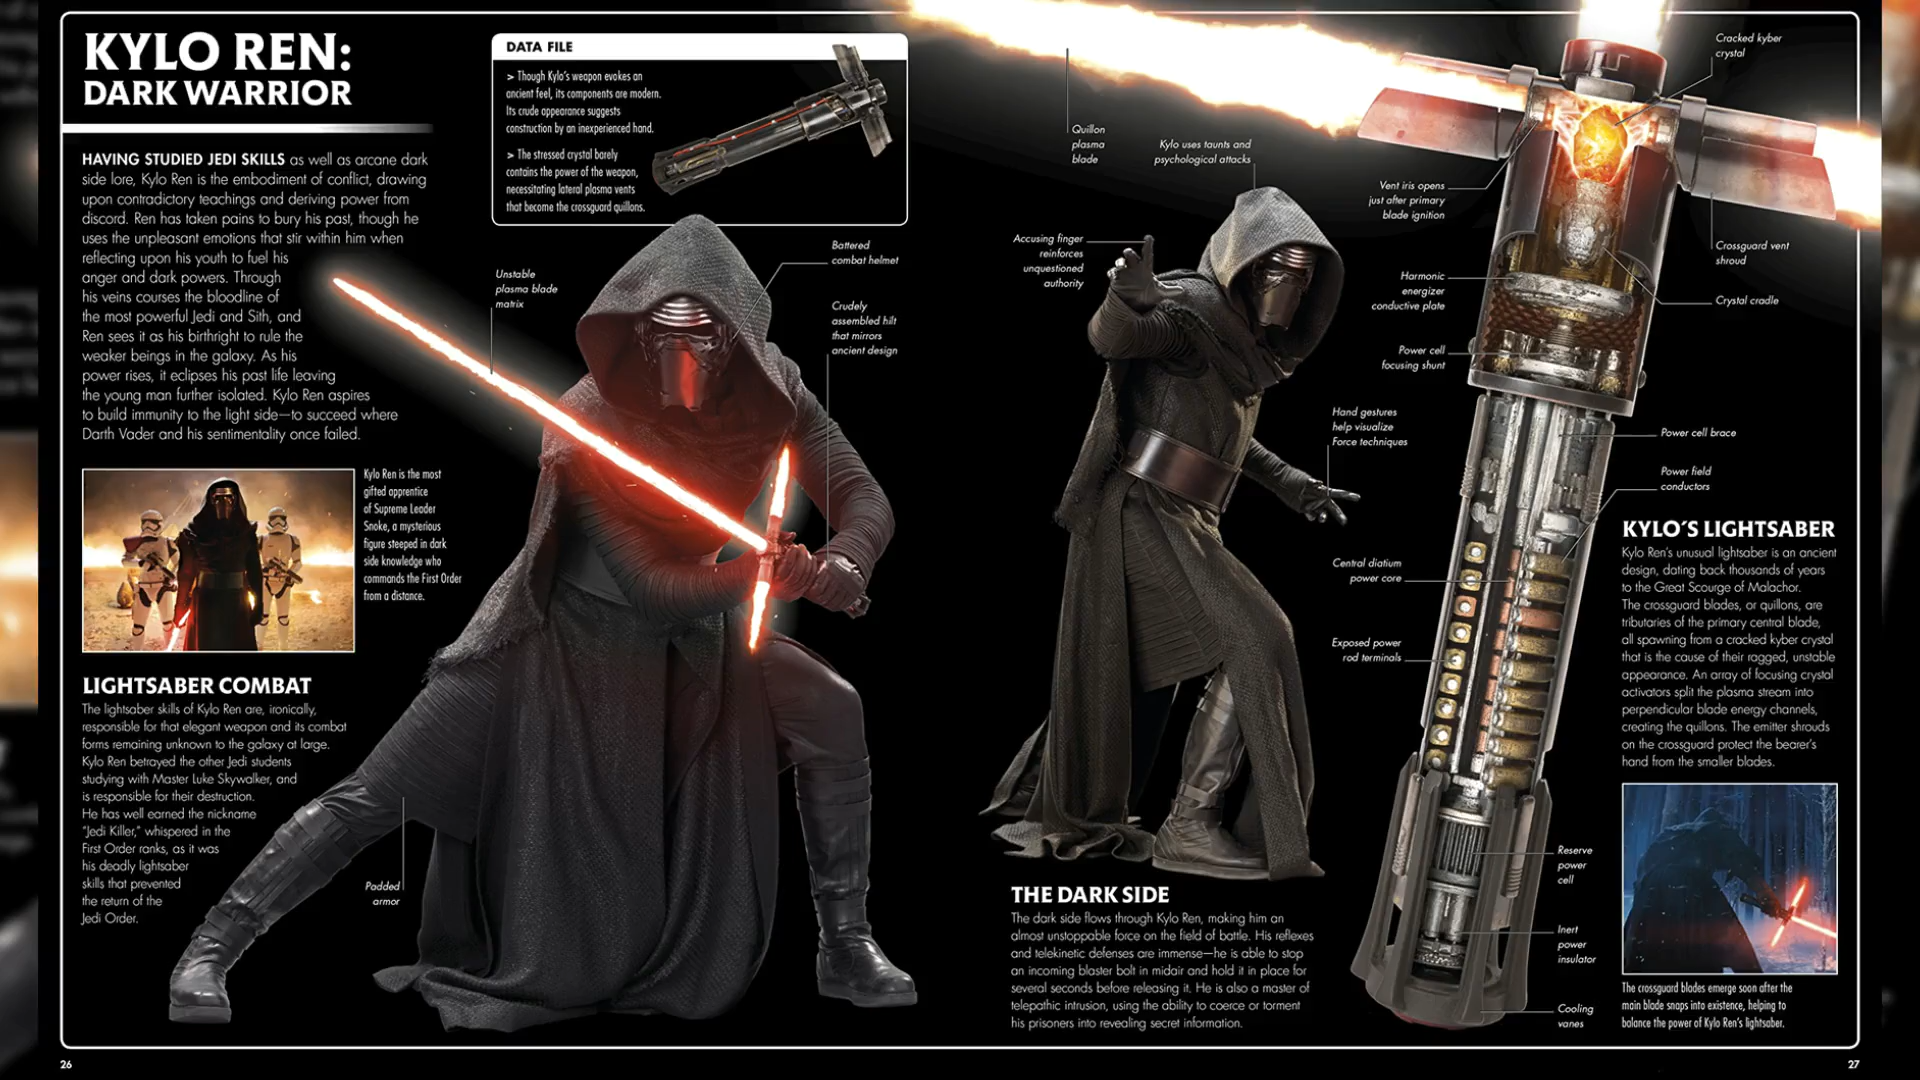 KYLO REN:
DARK WARRIOR
HAVING STUDIED JEDI SKILLS as well as arcane dark
side lore, Kylo Ren is the embodiment of conflict, drawing
upon contradictory teachings and deriving power from
discord. Ren has taken pains to bury his past, though he
uses the unpleasant emotions that stir within him when
reflecting upon his youth to fuel his
anger and dark powers. Through
his veins courses the bloodline of
the most powerful Jedi and Sith, and
Ren sees it as his birthright to rule the
weaker beings in the galaxy. As his
power rises, it eclipses his past life leaving
the young man further isolated. Kylo Ren aspires
to build immunity to the light side—to succeed where
Darth Vader and his sentimentality once failed.
Kylo Ren is the most
gifted apprentice
of Supreme Leader
Snoke, a mysterious
figure steeped in dark
side knowledge who
commands the First Order
from a distance.
LIGHTSABER COMBAT
The lightsaber skills of Kylo Ren are, ironically,
responsible for that elegant weapon and its combat
forms remaining unknown to the galaxy at large.
Kylo Ren betrayed the other Jedi students
studying with Master Luke Skywalker, and
is responsible for their destruction.
He has well earned the nickname
"Jedi Killer," whispered in the
First Order ranks, as it was
his deadly lightsaber
skills that prevented
the return of the
Jedi Order.
DATA FILE
> Though Kylo's weapon evokes an
ancient feel, its components are modern.
Its crude appearance suggests
construction by an inexperienced hand.
> The stressed crystal barely
contains the power of the weapon,
necessitating lateral plasma vents
that become the crossguard quillons.
Unstable
plasma blade
matrix
Battered
combat helmet
Crudely
assembled hilt
that mirrors
ancient design
Padded
armor
26
Quillon
plasma
blade
Kylo uses taunts and
psychological attacks
Accusing finger
reinforces
unquestioned
authority
Hand gestures
help visualize
Force techniques
THE DARK SIDE
The dark side flows through Kylo Ren, making him an
almost unstoppable force on the field of battle. His reflexes
and telekinetic defenses are immense—he is able to stop
an incoming blaster bolt in midair and hold it in place for
several seconds before releasing it. He is also a master of
telepathic intrusion, using the ability to coerce or torment
his prisoners into revealing secret information.
Cracked kyber
crystal
Vent iris opens
just after primary
blade ignition
Crossguard vent
shroud
Harmonic
energizer
conductive plate
Crystal cradle
Power cell
focusing shunt
Power cell brace
Power field
conductors
Central diatium
power core
Exposed power
rod terminals
Reserve
power
cell
Inert
power
insulator
Cooling
vanes
KYLO'S LIGHTSABER
Kylo Ren's unusual lightsaber is an ancient
design, dating back thousands of years
to the Great Scourge of Malachor.
The crossguard blades, or quillons, are
tributaries of the primary central blade,
all spawning from a cracked kyber crystal
that is the cause of their ragged, unstable
appearance. An array of focusing crystal
activators split the plasma stream into
perpendicular blade energy channels,
creating the quillons. The emitter shrouds
on the crossguard protect the bearer's
hand from the smaller blades.
The crossguard blades emerge soon after the
main blade snaps into existence, helping to
balance the power of Kylo Ren's lightsaber.
27